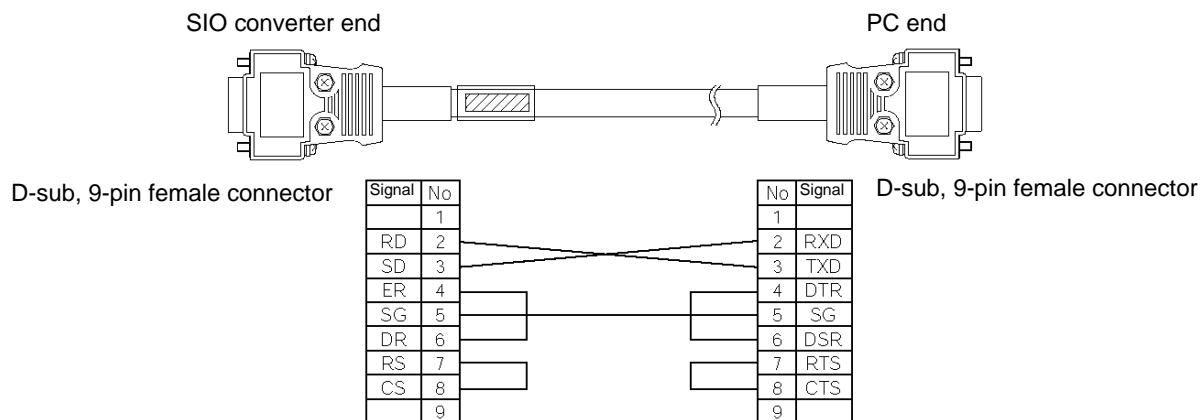 SIO converter end
PC end
D-sub, 9-pin female connector
D-sub, 9-pin female connector
Signal No
1
RD 2
SD 3
ER 4
SG 5
DR 6
RS 7
CS 8
9
No Signal
1
2 RXD
3 TXD
4 DTR
5 SG
6 DSR
7 RTS
8 CTS
9